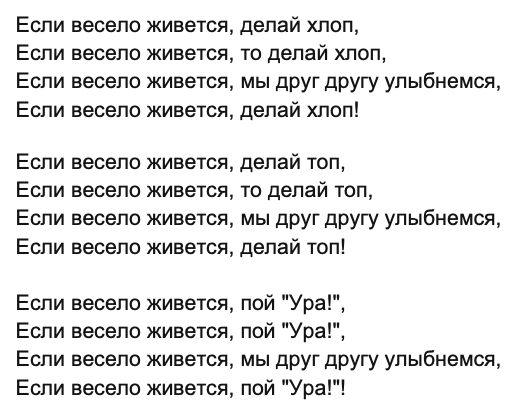 Если весело живется, делай хлоп,
Если весело живется, то делай хлоп,
Если весело живется, мы друг другу улыбнемся,
Если весело живется, делай хлоп!

Если весело живется, делай топ,
Если весело живется, то делай топ,
Если весело живется, мы друг другу улыбнемся,
Если весело живется, делай топ!

Если весело живется, пой "Ура!",
Если весело живется, пой "Ура!",
Если весело живется, мы друг другу улыбнемся,
Если весело живется, пой "Ура!"!